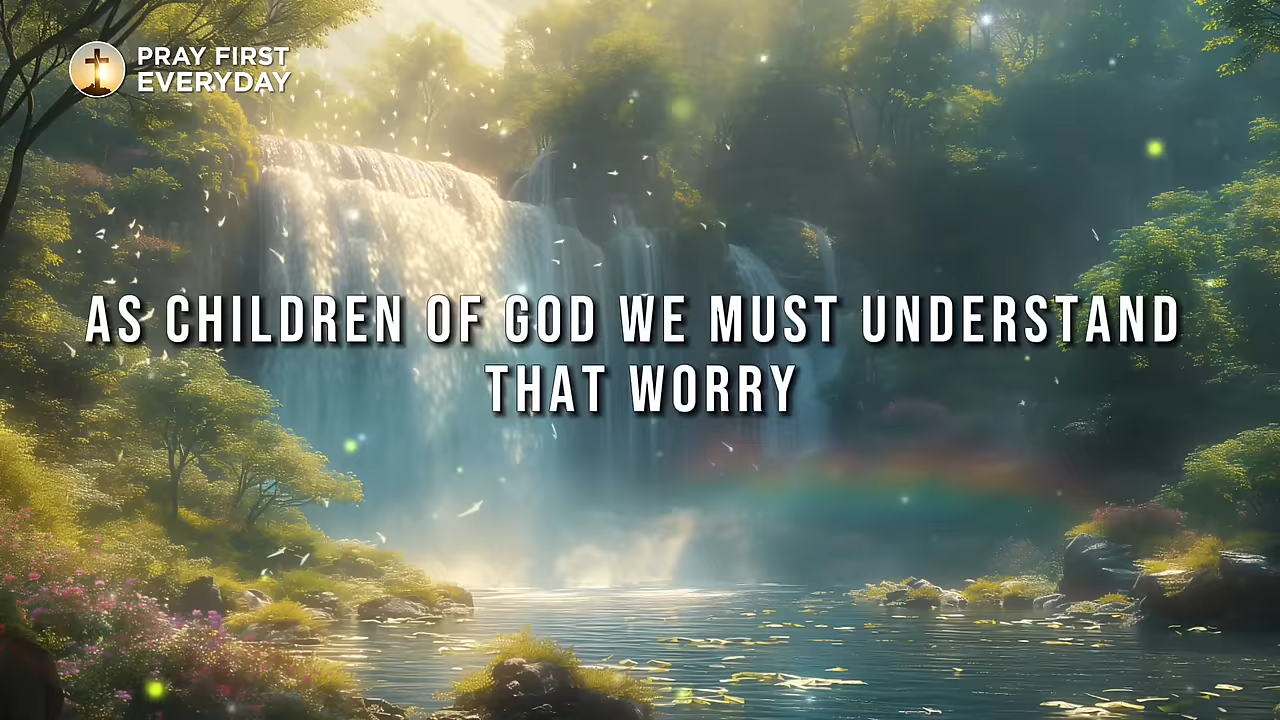 PRAY FIRST
EVERYDAY
AS CHILDREN OF GOD WE MUST UNDERSTAND
THAT WORRY